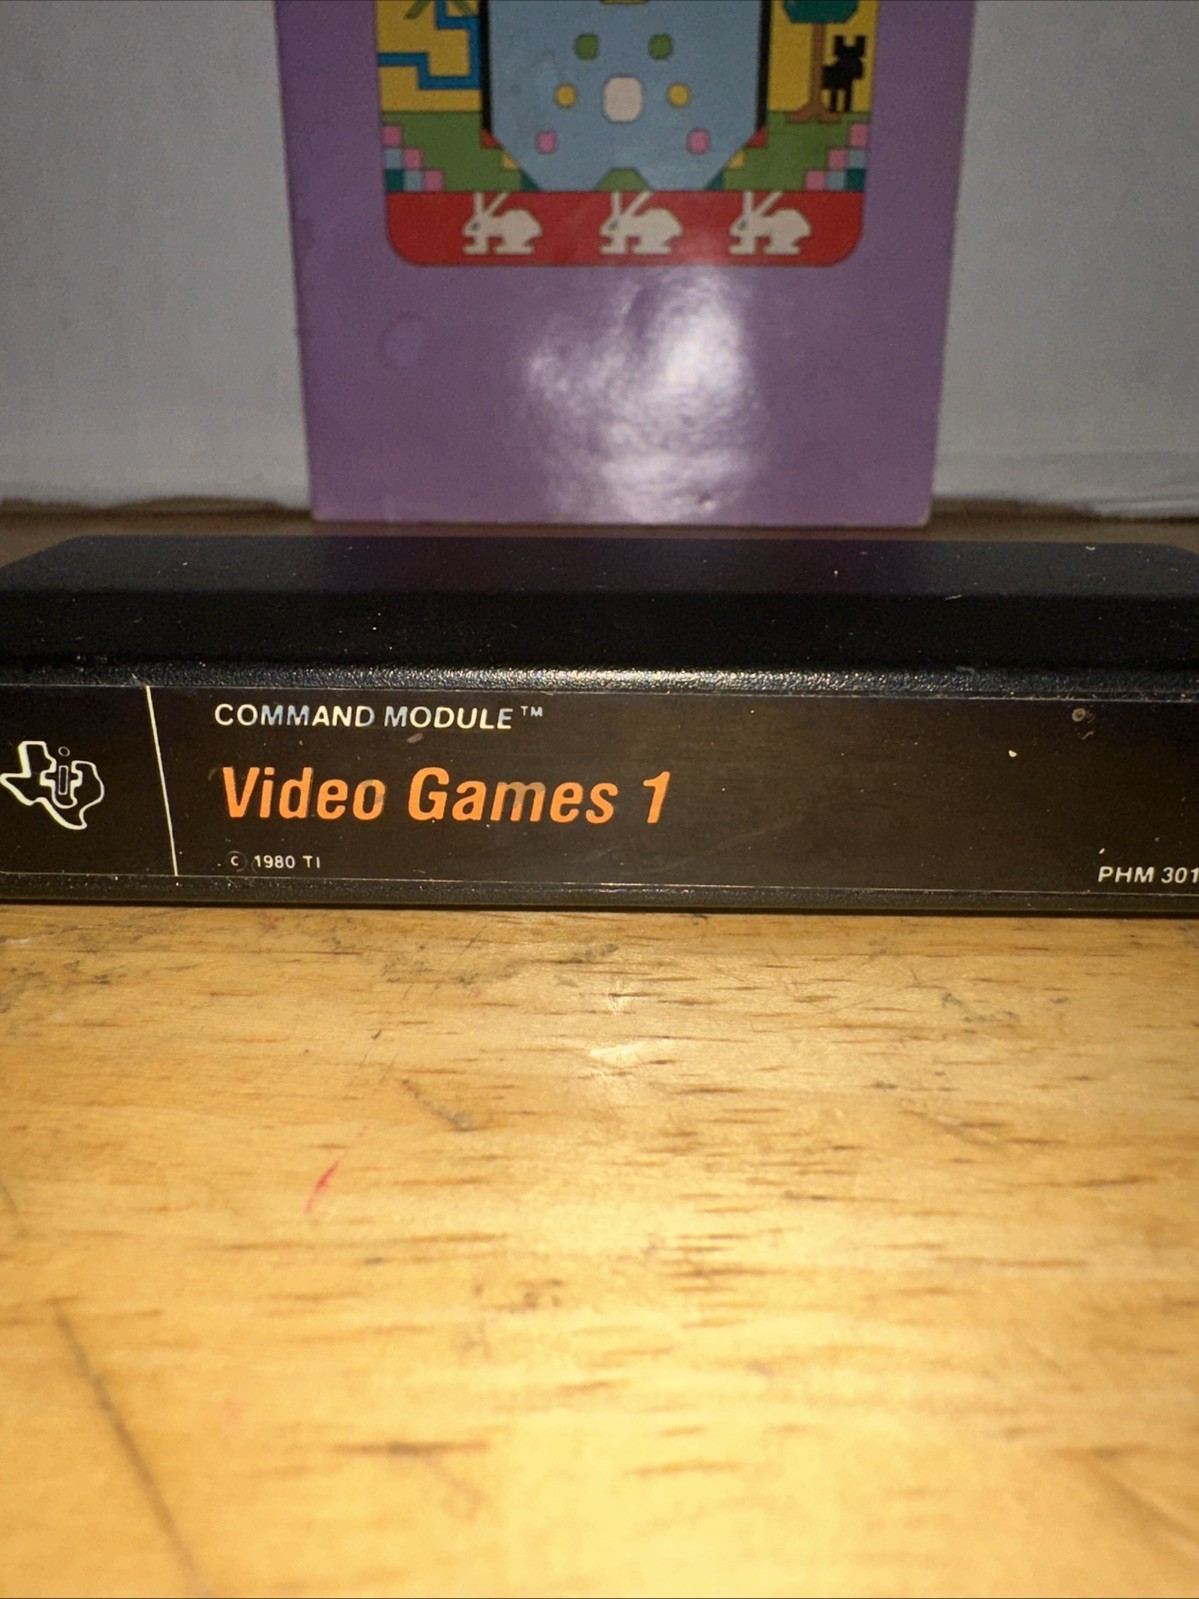 COMMAND MODULE™
Video Games 1
© 1980 TI
PHM 301